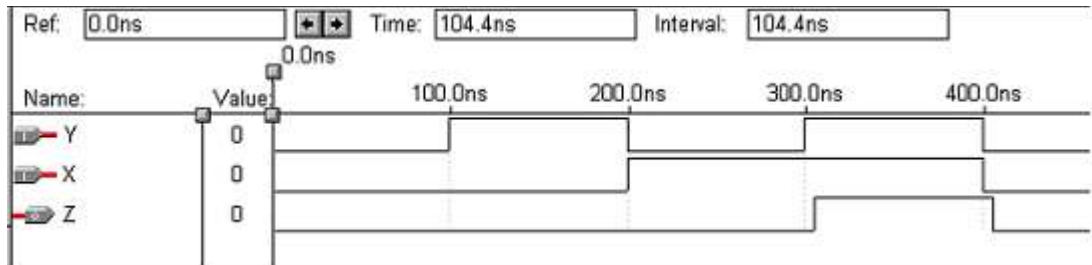 Ref: 0.0ns Time: 104.4ns Interval: 104.4ns
0.0ns
Name: Value: 100.0ns 200.0ns 300.0ns 400.0ns
Y 0
X 0
Z 0